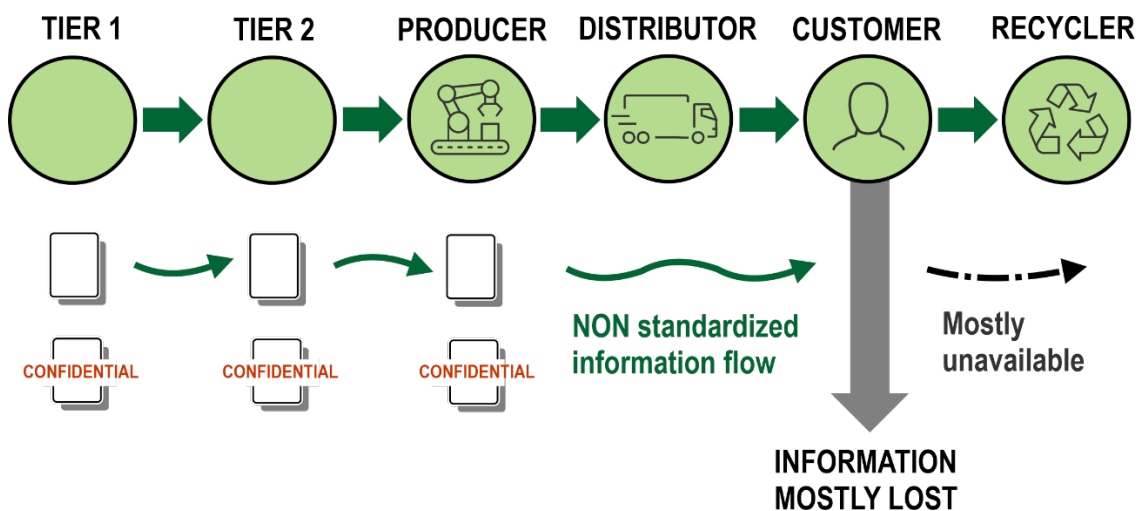 TIER 1
TIER 2
PRODUCER
DISTRIBUTOR
CUSTOMER
RECYCLER
CONFIDENTIAL
CONFIDENTIAL
CONFIDENTIAL
NON standardized
information flow
Mostly
unavailable
INFORMATION
MOSTLY LOST